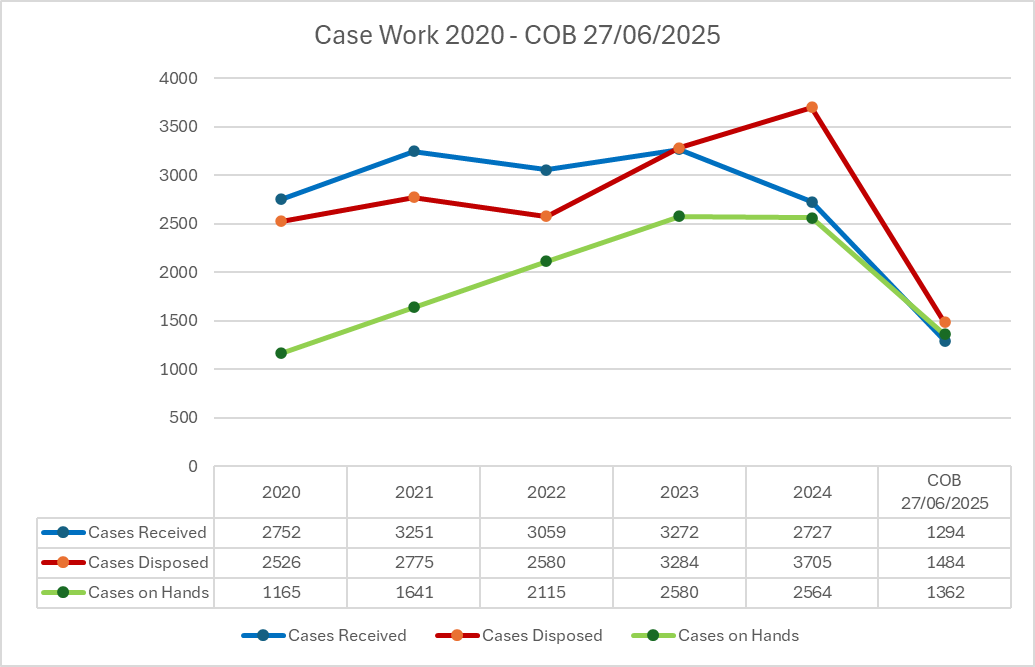 Case Work 2020 - COB 27/06/2025
4000
3500
3000
2500
2000
1500
1000
500
0
2020 2021 2022 2023 2024 COB 27/06/2025
Cases Received 2752 3251 3059 3272 2727 1294
Cases Disposed 2526 2775 2580 3284 3705 1484
Cases on Hands 1165 1641 2115 2580 2564 1362
Cases Received Cases Disposed Cases on Hands